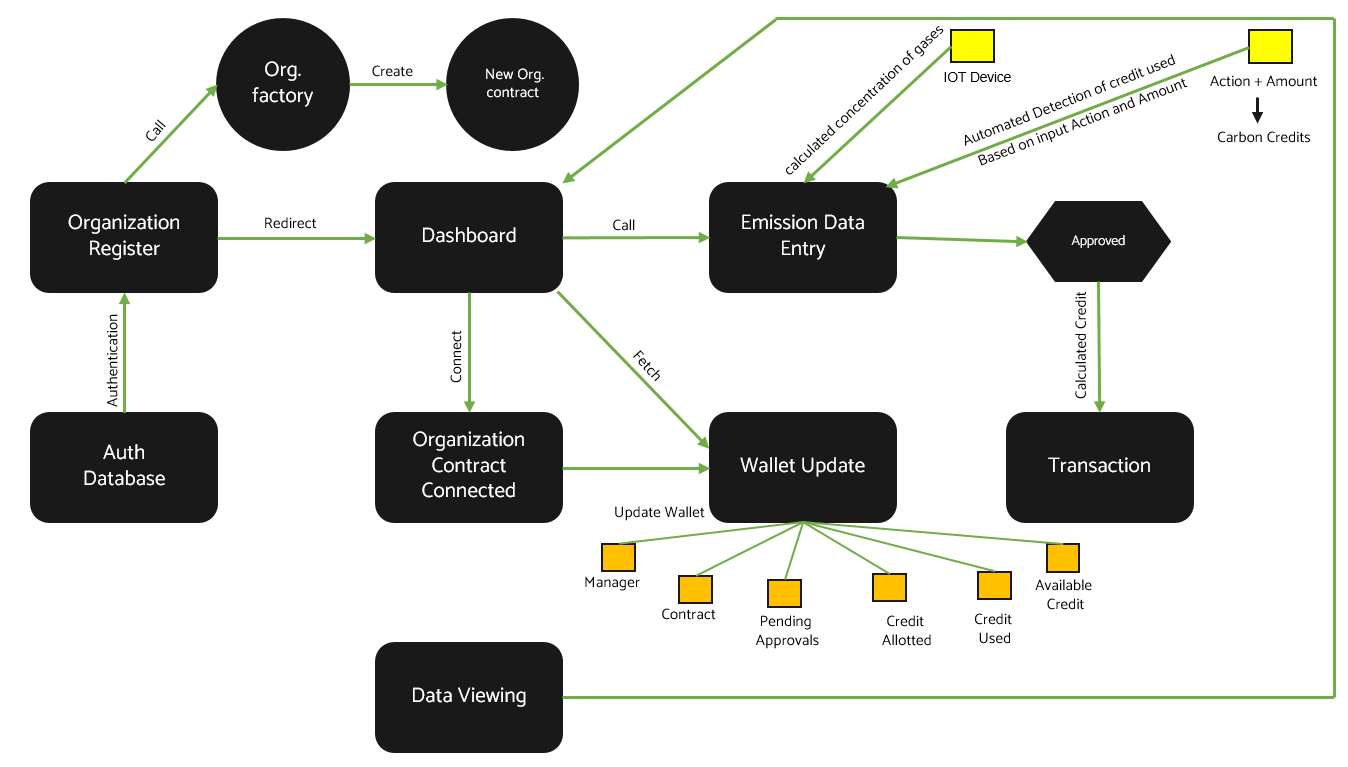 Org.
factory
Create
New Org.
contract
calculated concentration of gases
IOT Device
Automated Detection of credit used
Based on input Action and Amount
Action + Amount
Carbon Credits
Call
Organization
Register
Redirect
Dashboard
Call
Emission Data
Entry
Approved
Authentication
Connect
Fetch
Calculated Credit
Auth
Database
Organization
Contract
Connected
Wallet Update
Transaction
Update Wallet
Manager
Contract
Pending
Approvals
Credit
Allotted
Credit
Used
Available
Credit
Data Viewing